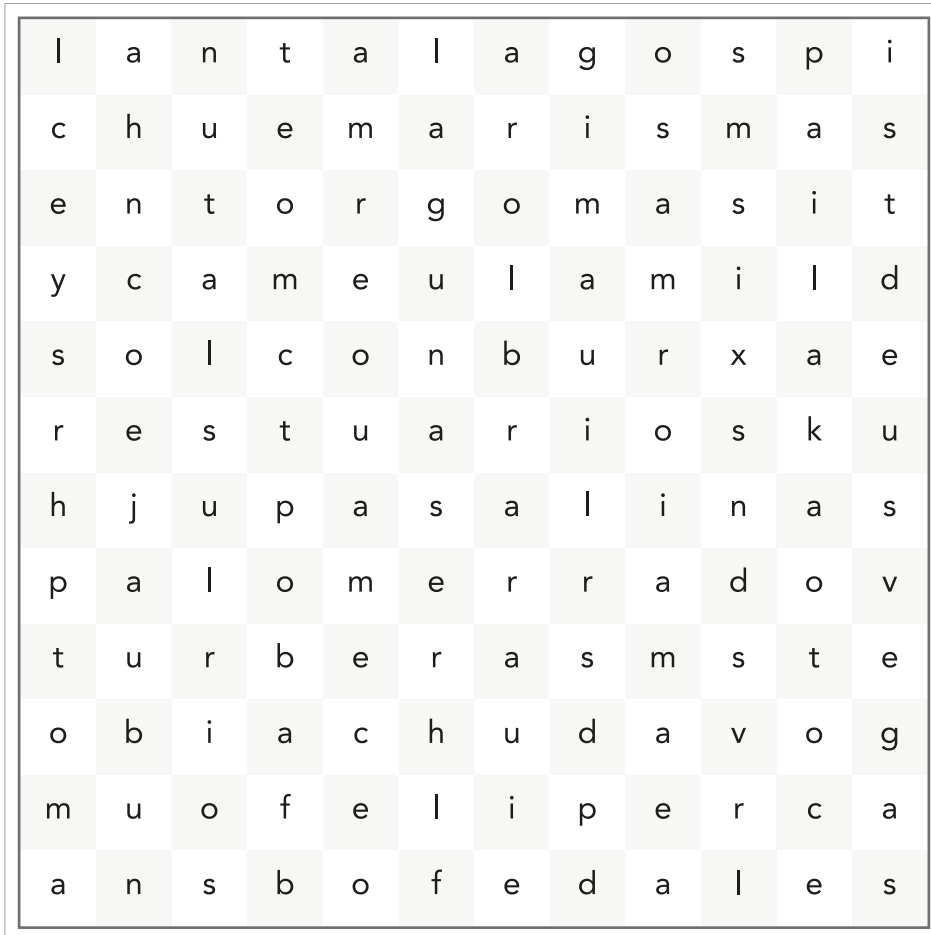 l a n t a l a g o s p i
c h u e m a r i s m a s
e n t o r g o m a s i t
y c a m e u l a m i l d
s o l c o n b u r x a e
r e s t u a r i o s k u
h j u p a s a l i n a s
p a l o m e r r a d o v
t u r b e r a s m s t e
o b i a c h u d a v o g
m u o f e l i p e r c a
a n s b o f e d a l e s